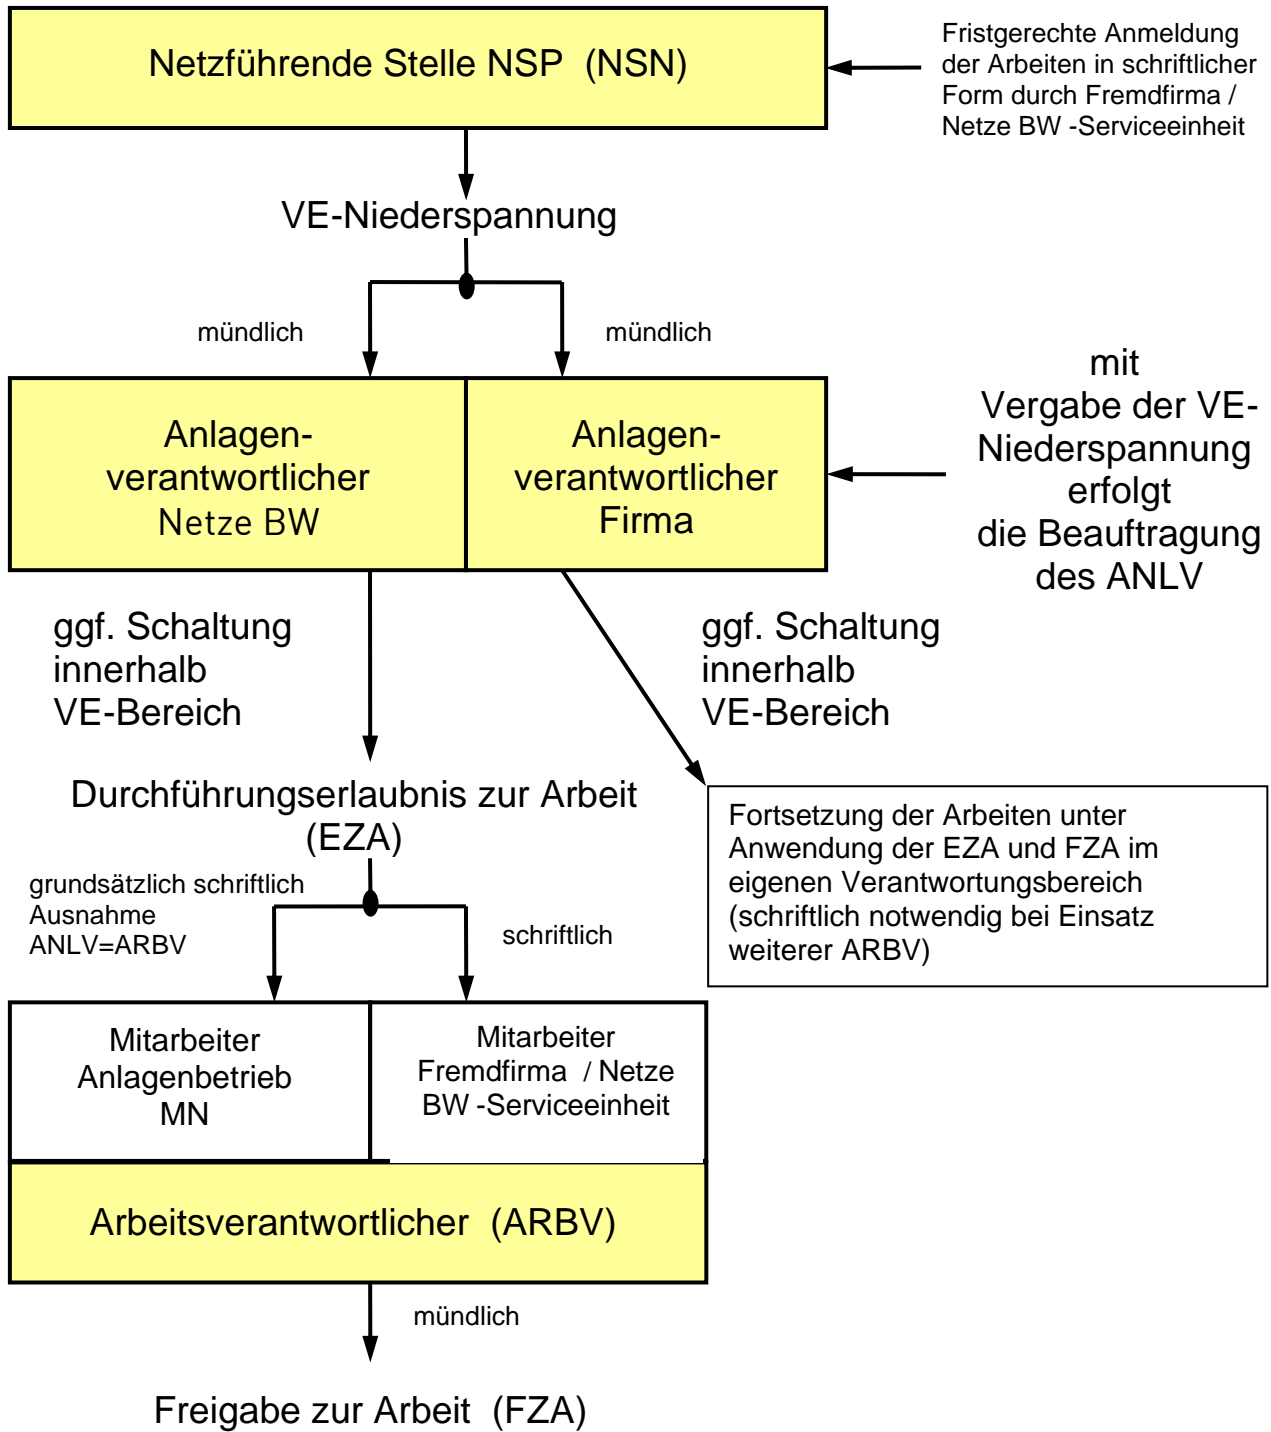 Netzführende Stelle NSP  (NSN)
Fristgerechte Anmeldung
der Arbeiten in schriftlicher
Form durch Fremdfirma /
Netze BW -Serviceeinheit
VE-Niederspannung
mündlich
mündlich
Anlagen-
verantwortlicher
Netze BW
Anlagen-
verantwortlicher
Firma
mit
Vergabe der VE-
Niederspannung
erfolgt
die Beauftragung
des ANLV
ggf. Schaltung
innerhalb
VE-Bereich
ggf. Schaltung
innerhalb
VE-Bereich
Durchführungserlaubnis zur Arbeit
(EZA)
Fortsetzung der Arbeiten unter
Anwendung der EZA und FZA im
eigenen Verantwortungsbereich
(schriftlich notwendig bei Einsatz
weiterer ARBV)
grundsätzlich schriftlich
Ausnahme
ANLV=ARBV
schriftlich
Mitarbeiter
Anlagenbetrieb
MN
Mitarbeiter
Fremdfirma  / Netze
BW -Serviceeinheit
Arbeitsverantwortlicher  (ARBV)
mündlich
Freigabe zur Arbeit  (FZA)